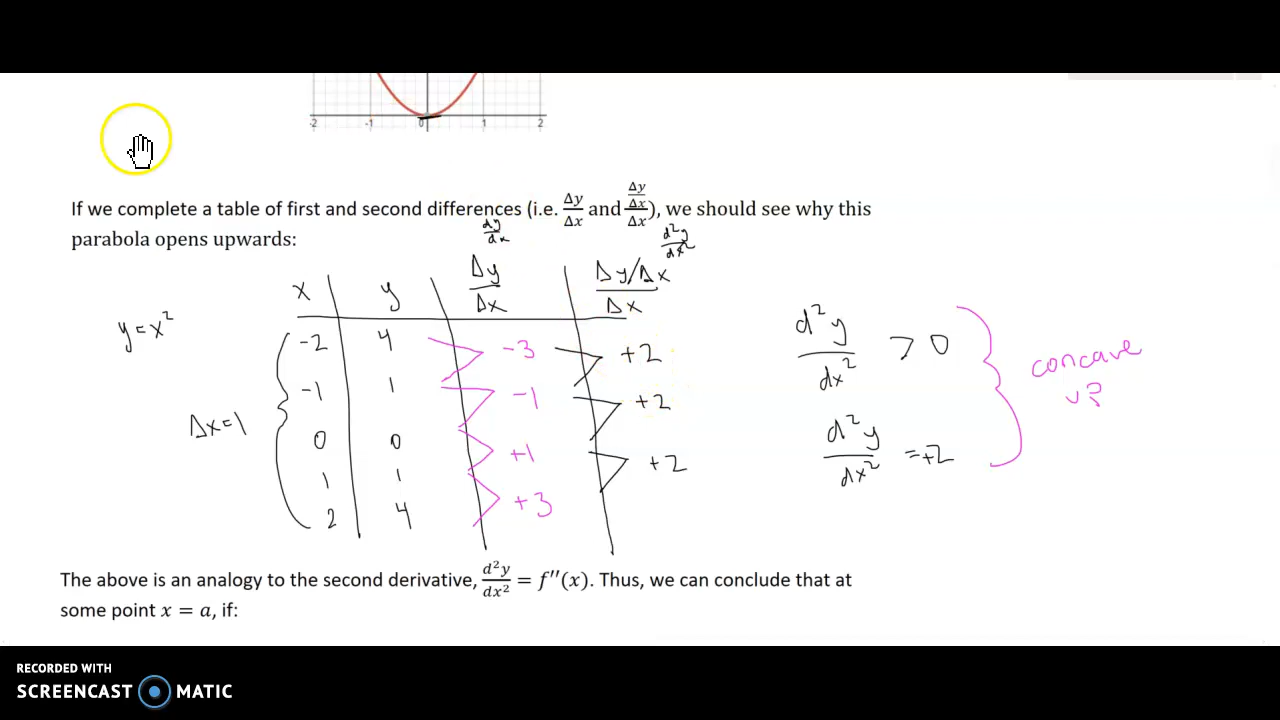 -2 -1 0 1 2
If we complete a table of first and second differences (i.e. Δy/Δx and (Δy/Δx)/Δx), we should see why this
parabola opens upwards:
dy/dx d²y/dx²
x y Δy/Δx (Δy/Δx)/Δx
y = x²
-2 4 -3 +2
-1 1 -1 +2
Δx=1
0 0 +1 +2
1 1 +3
2 4
d²y/dx² > 0
d²y/dx² = +2
concave
The above is an analogy to the second derivative, d²y/dx² = f′′(x). Thus, we can conclude that at
some point x = a, if:
RECORDED WITH
SCREENCAST MATIC